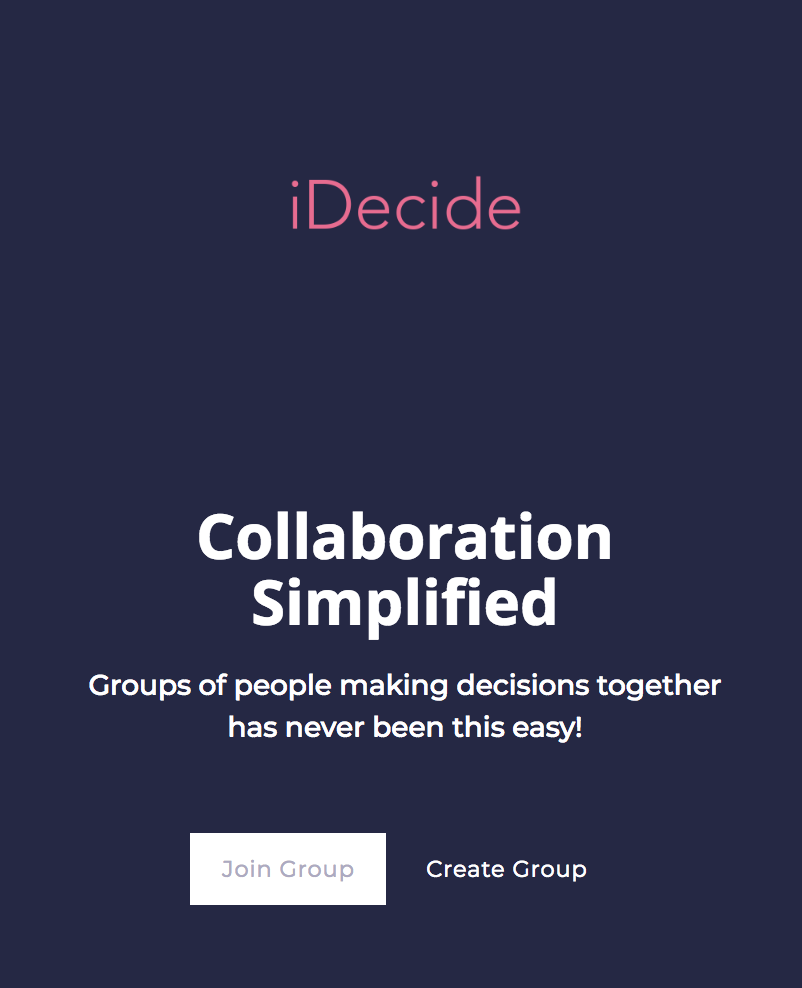 iDecide
Collaboration
Simplified
Groups of people making decisions together
has never been this easy!
Join Group
Create Group